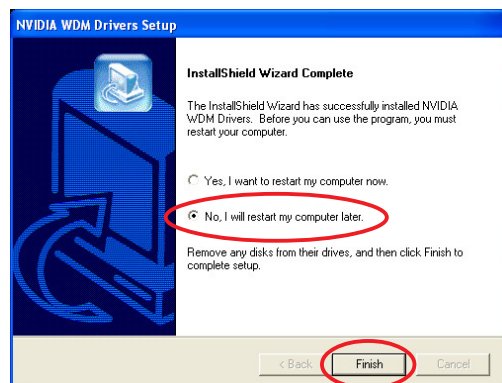 NVIDIA WDM Drivers Setup
InstallShield Wizard Complete
The InstallShield Wizard has successfully installed NVIDIA
WDM Drivers. Before you can use the program, you must
restart your computer.
Yes, I want to restart my computer now.
No, I will restart my computer later.
Remove any disks from their drives, and then click Finish to
complete setup.
< Back
Finish
Cancel